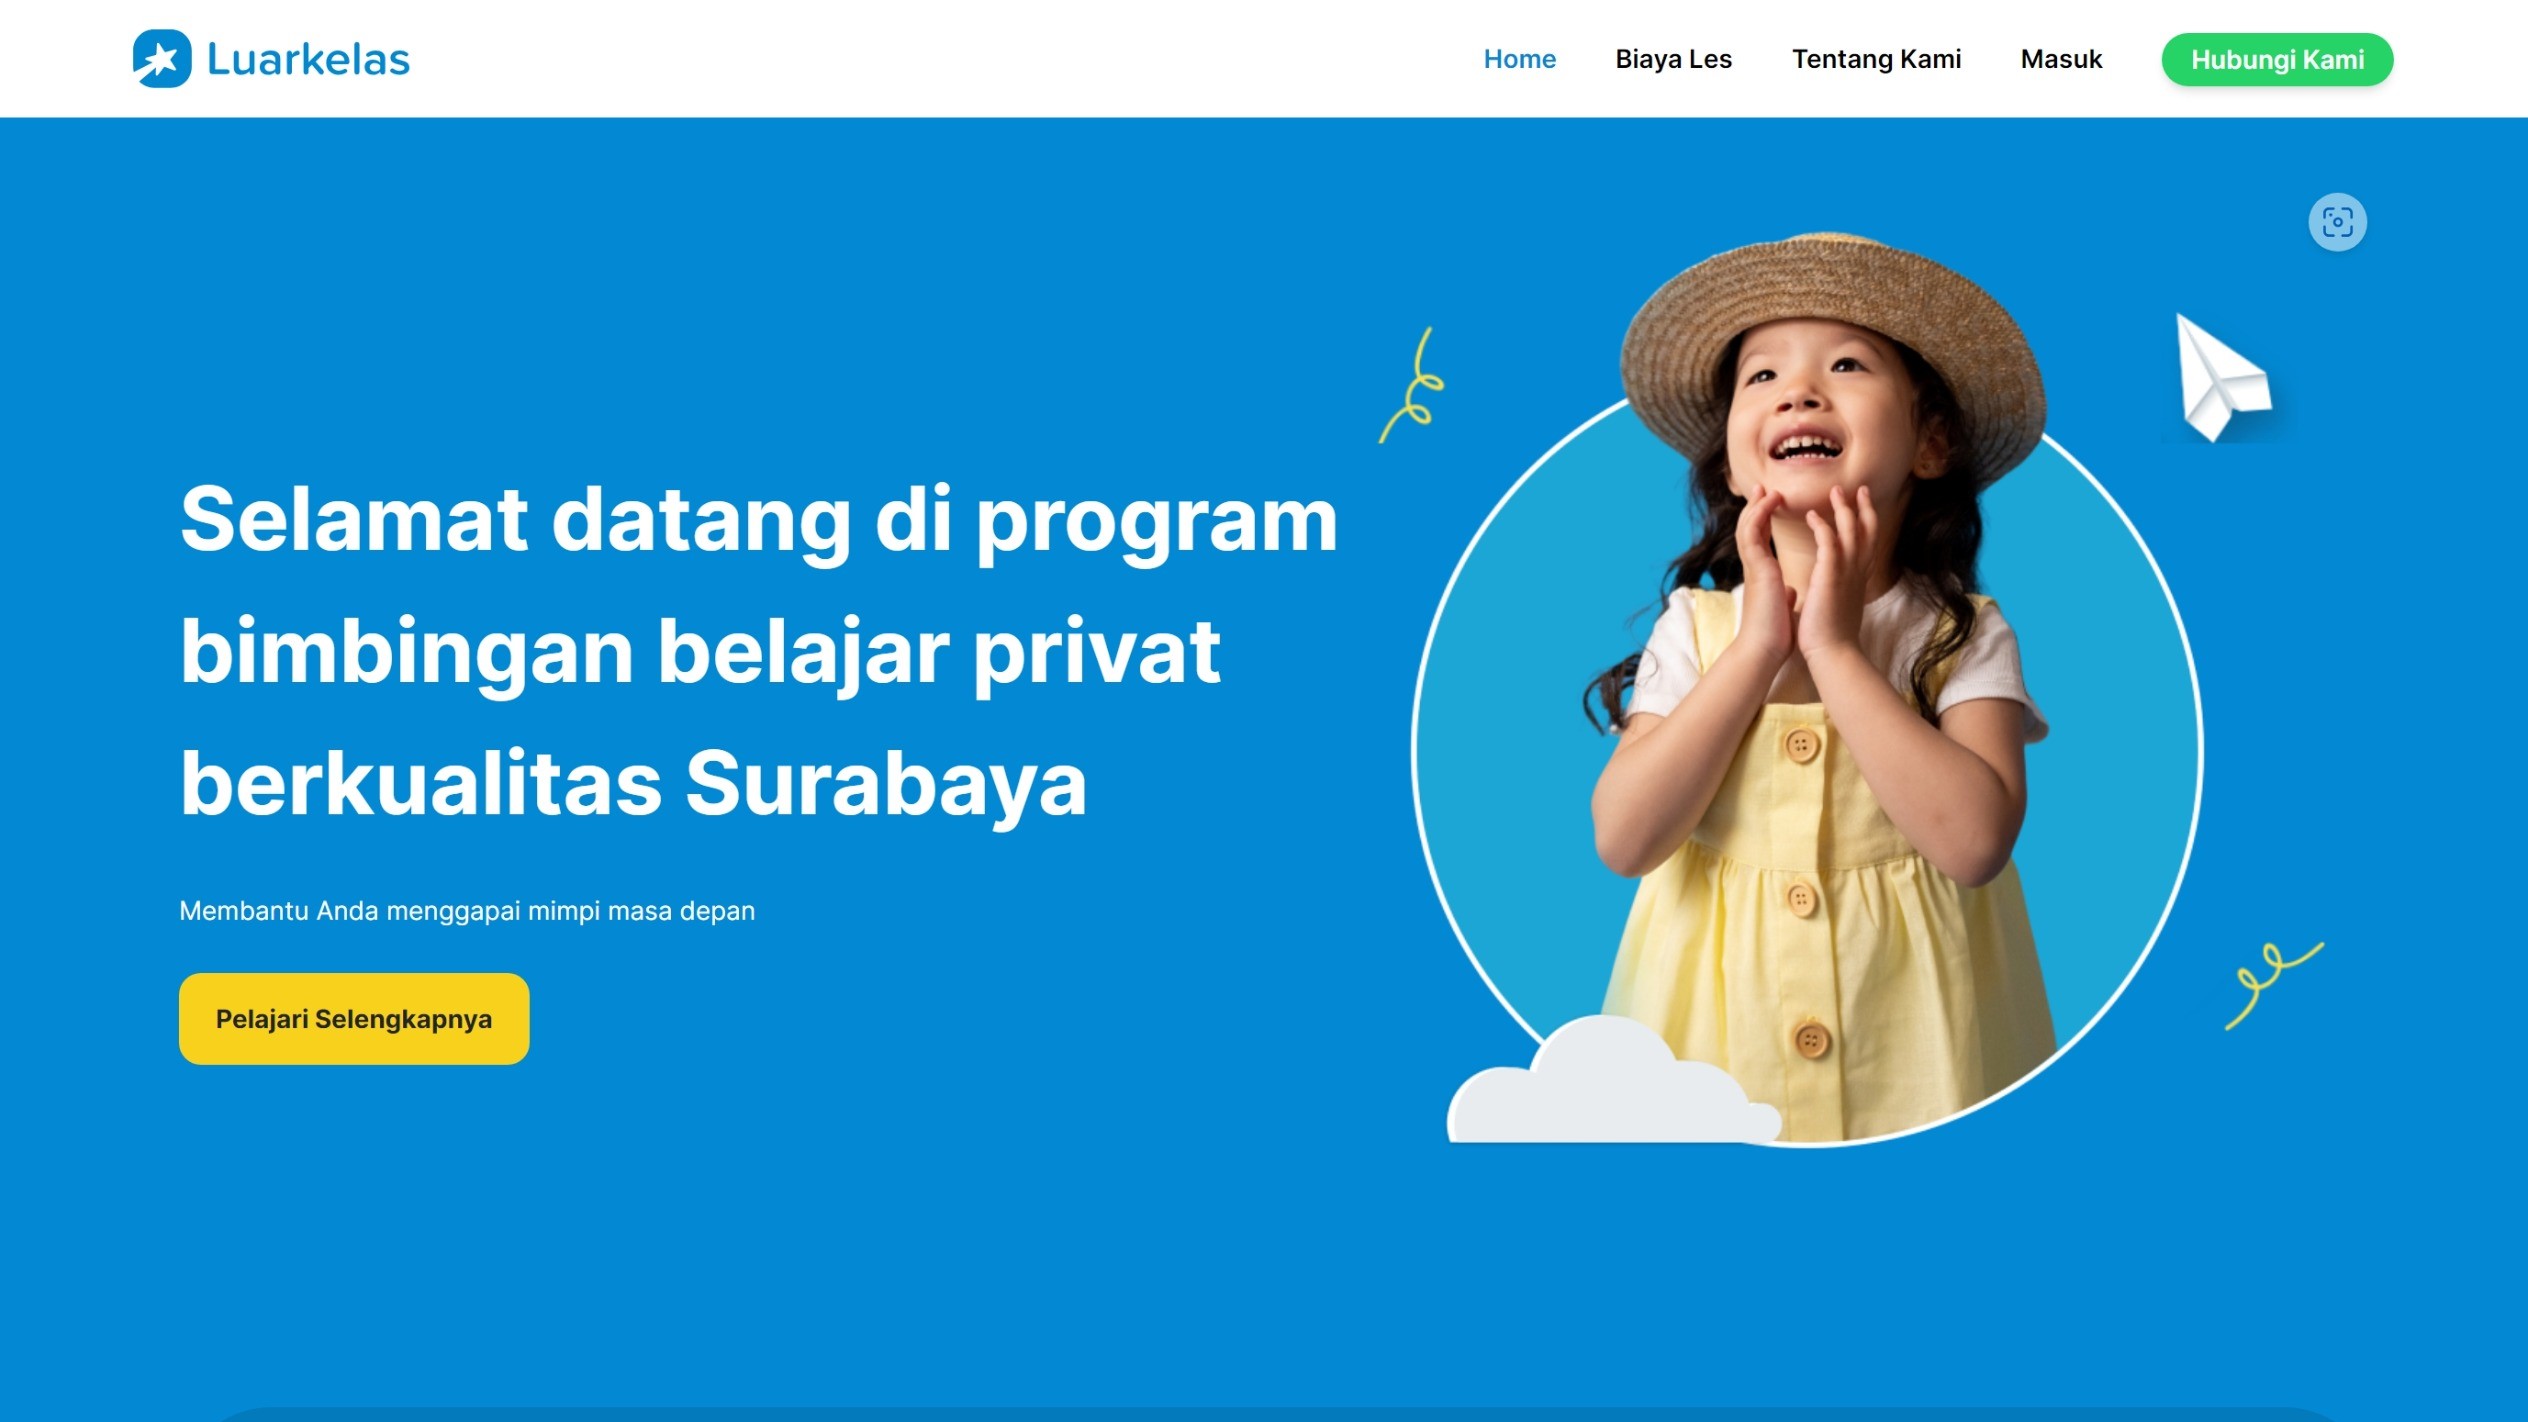 Luarkelas
Home
Biaya Les
Tentang Kami
Masuk
Hubungi Kami
Selamat datang di program
bimbingan belajar privat
berkualitas Surabaya
Membantu Anda menggapai mimpi masa depan
Pelajari Selengkapnya